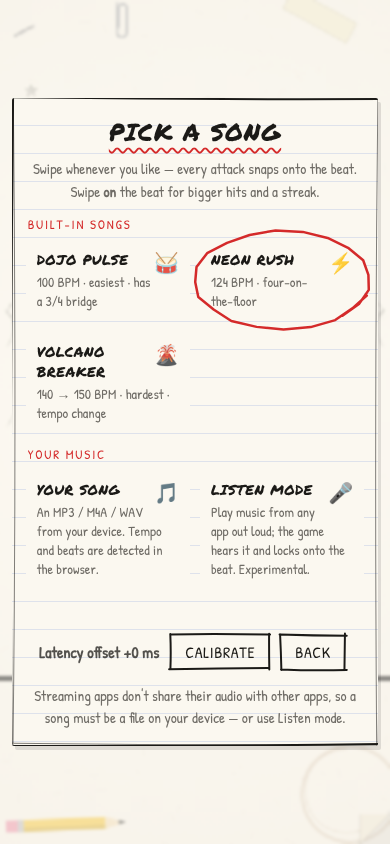 PICK A SONG
Swipe whenever you like — every attack snaps onto the beat.
Swipe on the beat for bigger hits and a streak.
BUILT-IN SONGS
DOJO PULSE
100 BPM · easiest · has
a 3/4 bridge
NEON RUSH
124 BPM · four-on-
the-floor
VOLCANO
BREAKER
140 → 150 BPM · hardest ·
tempo change
YOUR MUSIC
YOUR SONG
An MP3 / M4A / WAV
from your device. Tempo
and beats are detected in
the browser.
LISTEN MODE
Play music from any
app out loud; the game
hears it and locks onto the
beat. Experimental.
Latency offset +0 ms
CALIBRATE
BACK
Streaming apps don't share their audio with other apps, so a
song must be a file on your device — or use Listen mode.